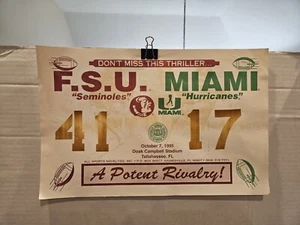 DON'T MISS THIS THRILLER...
F.S.U. MIAMI
"Seminoles" "Hurricanes"
U
MIAMI
41 17
October 7, 1995
Doak Campbell Stadium
Tallahassee, FL
A Potent Rivalry!